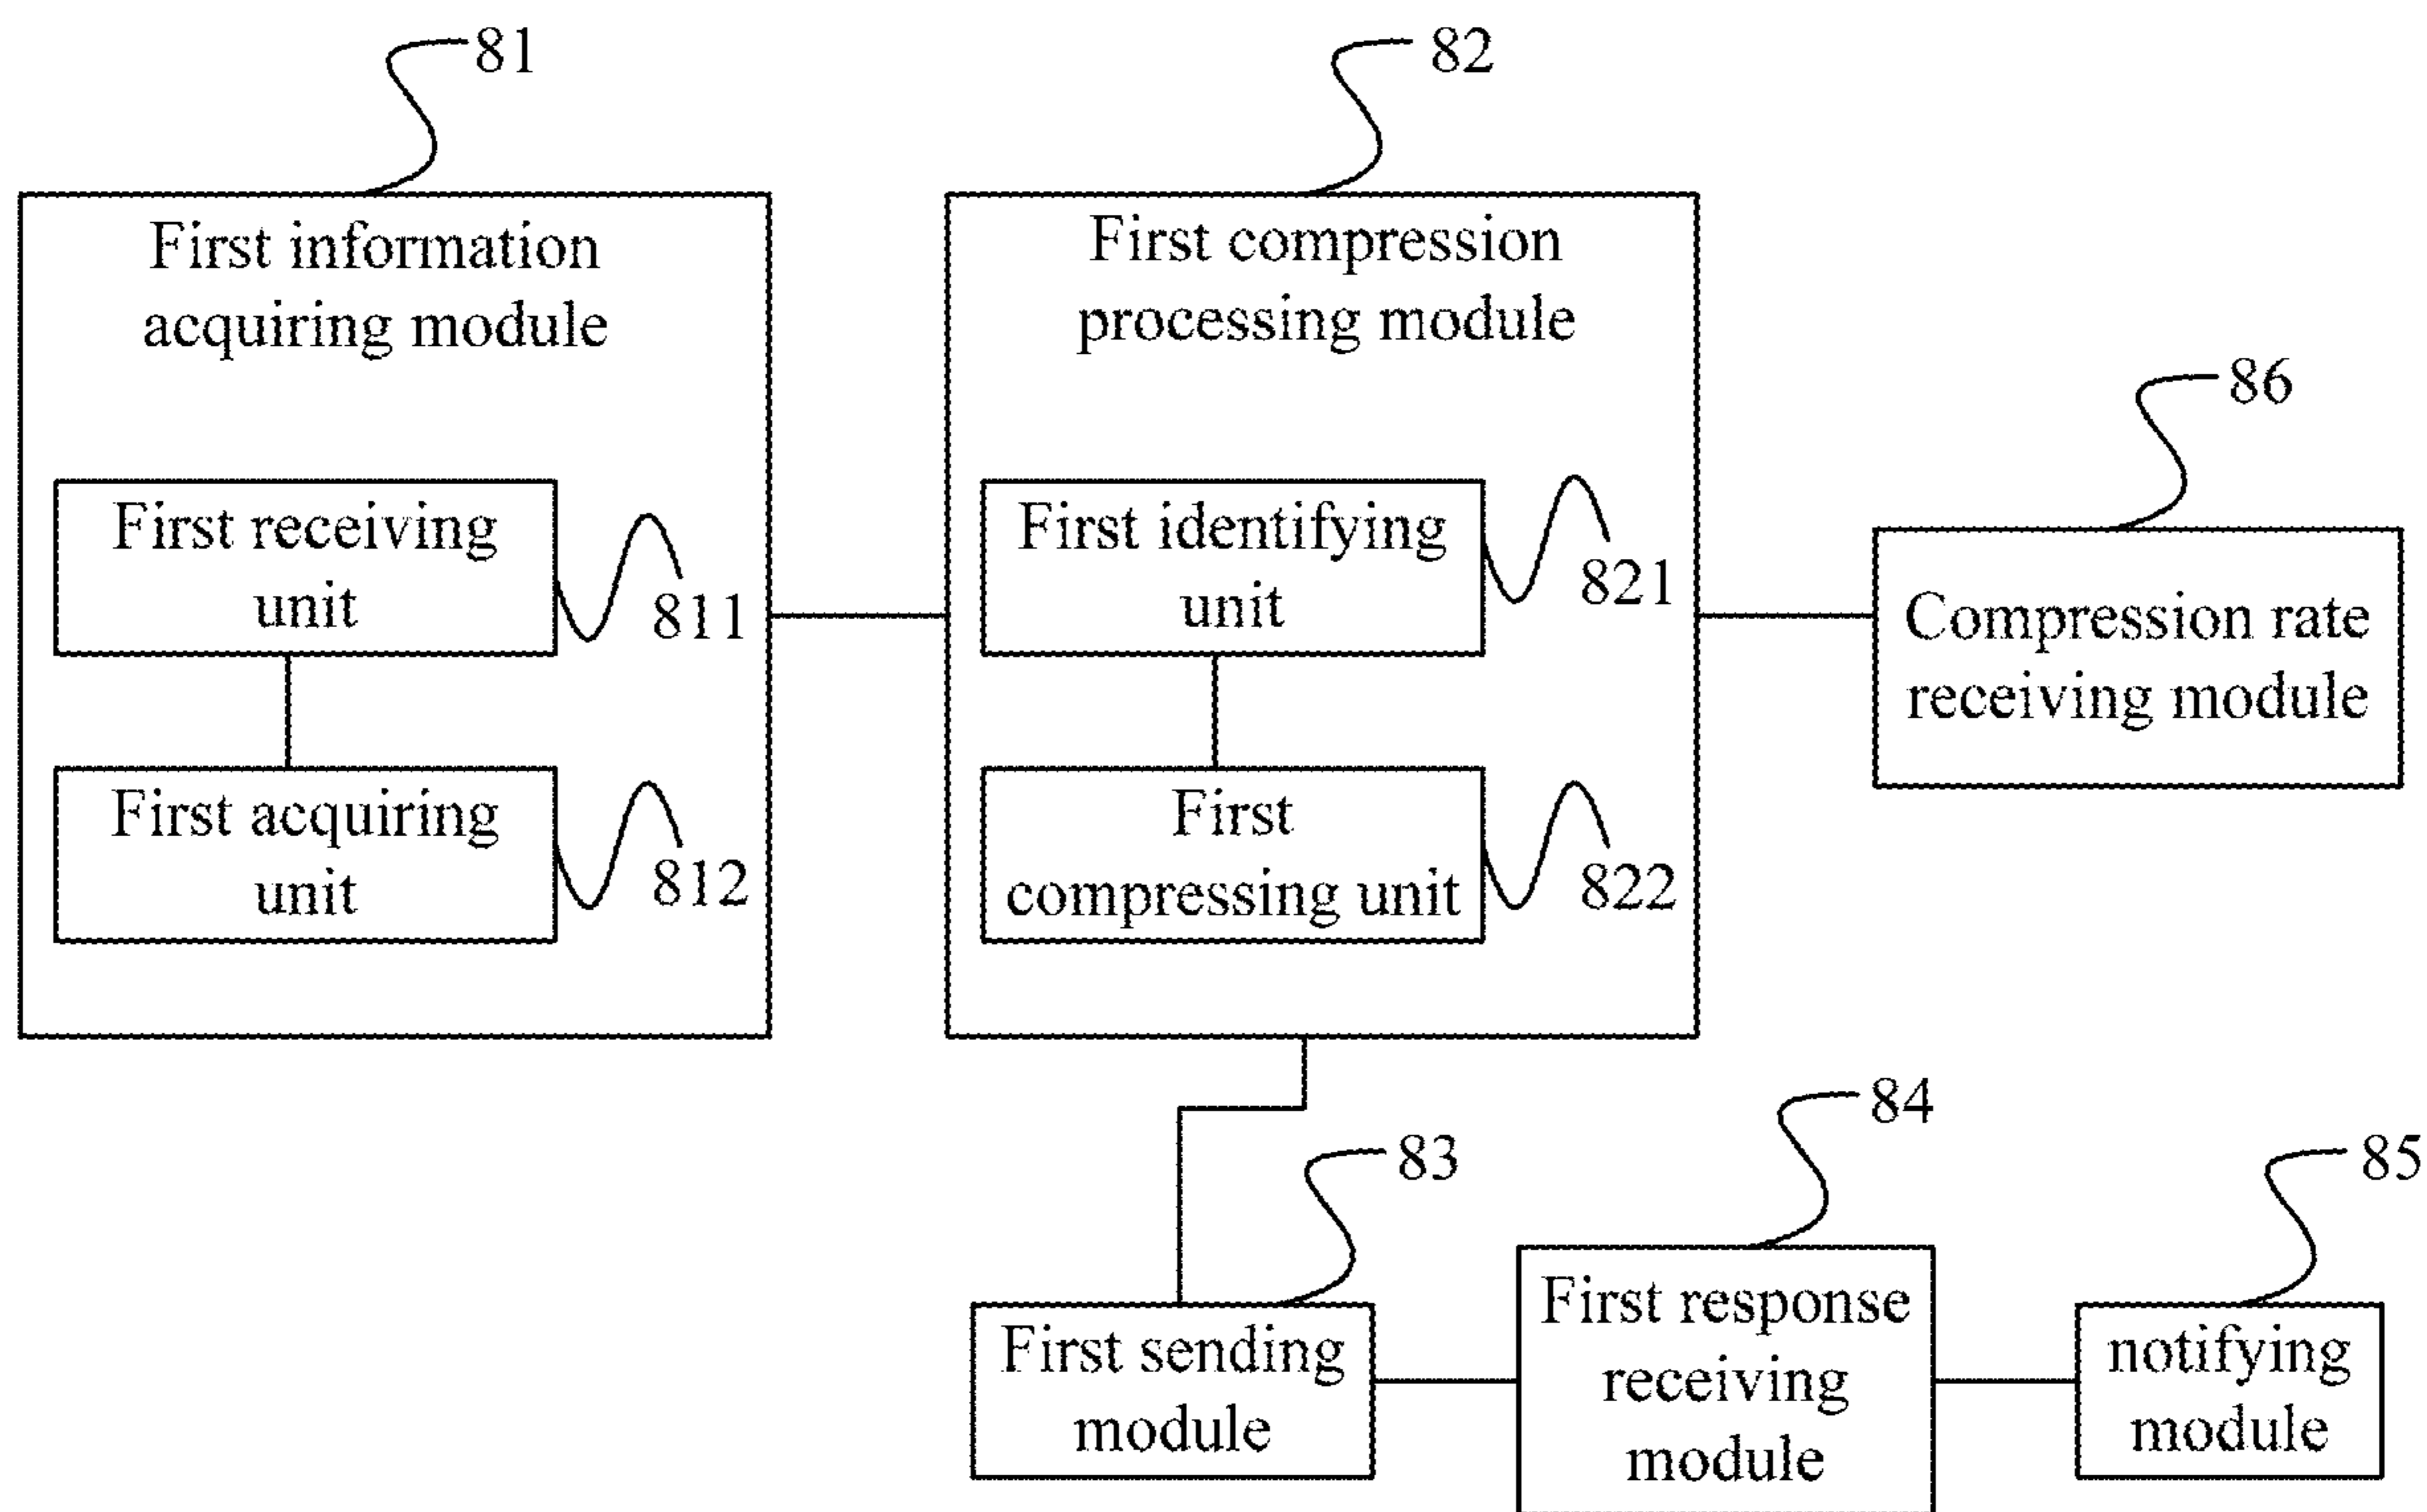 81
82
First information
acquiring module
First compression
processing module
86
First receiving
unit
811
First identifying
unit
821
Compression rate
receiving module
First acquiring
unit
812
First
compressing unit
822
83
84
85
First sending
module
First response
receiving
module
notifying
module